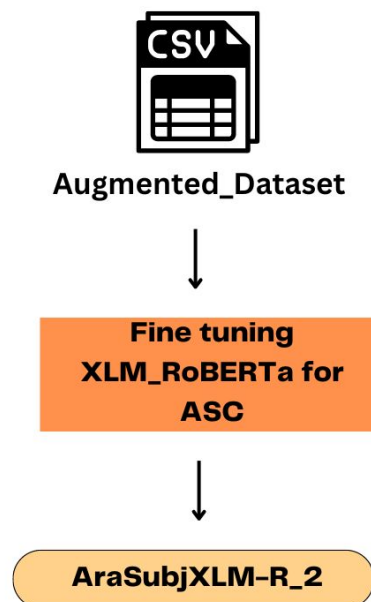 CSV
Augmented_Dataset
Fine tuning
XLM_RoBERTa for
ASC
AraSubjXLM-R_2